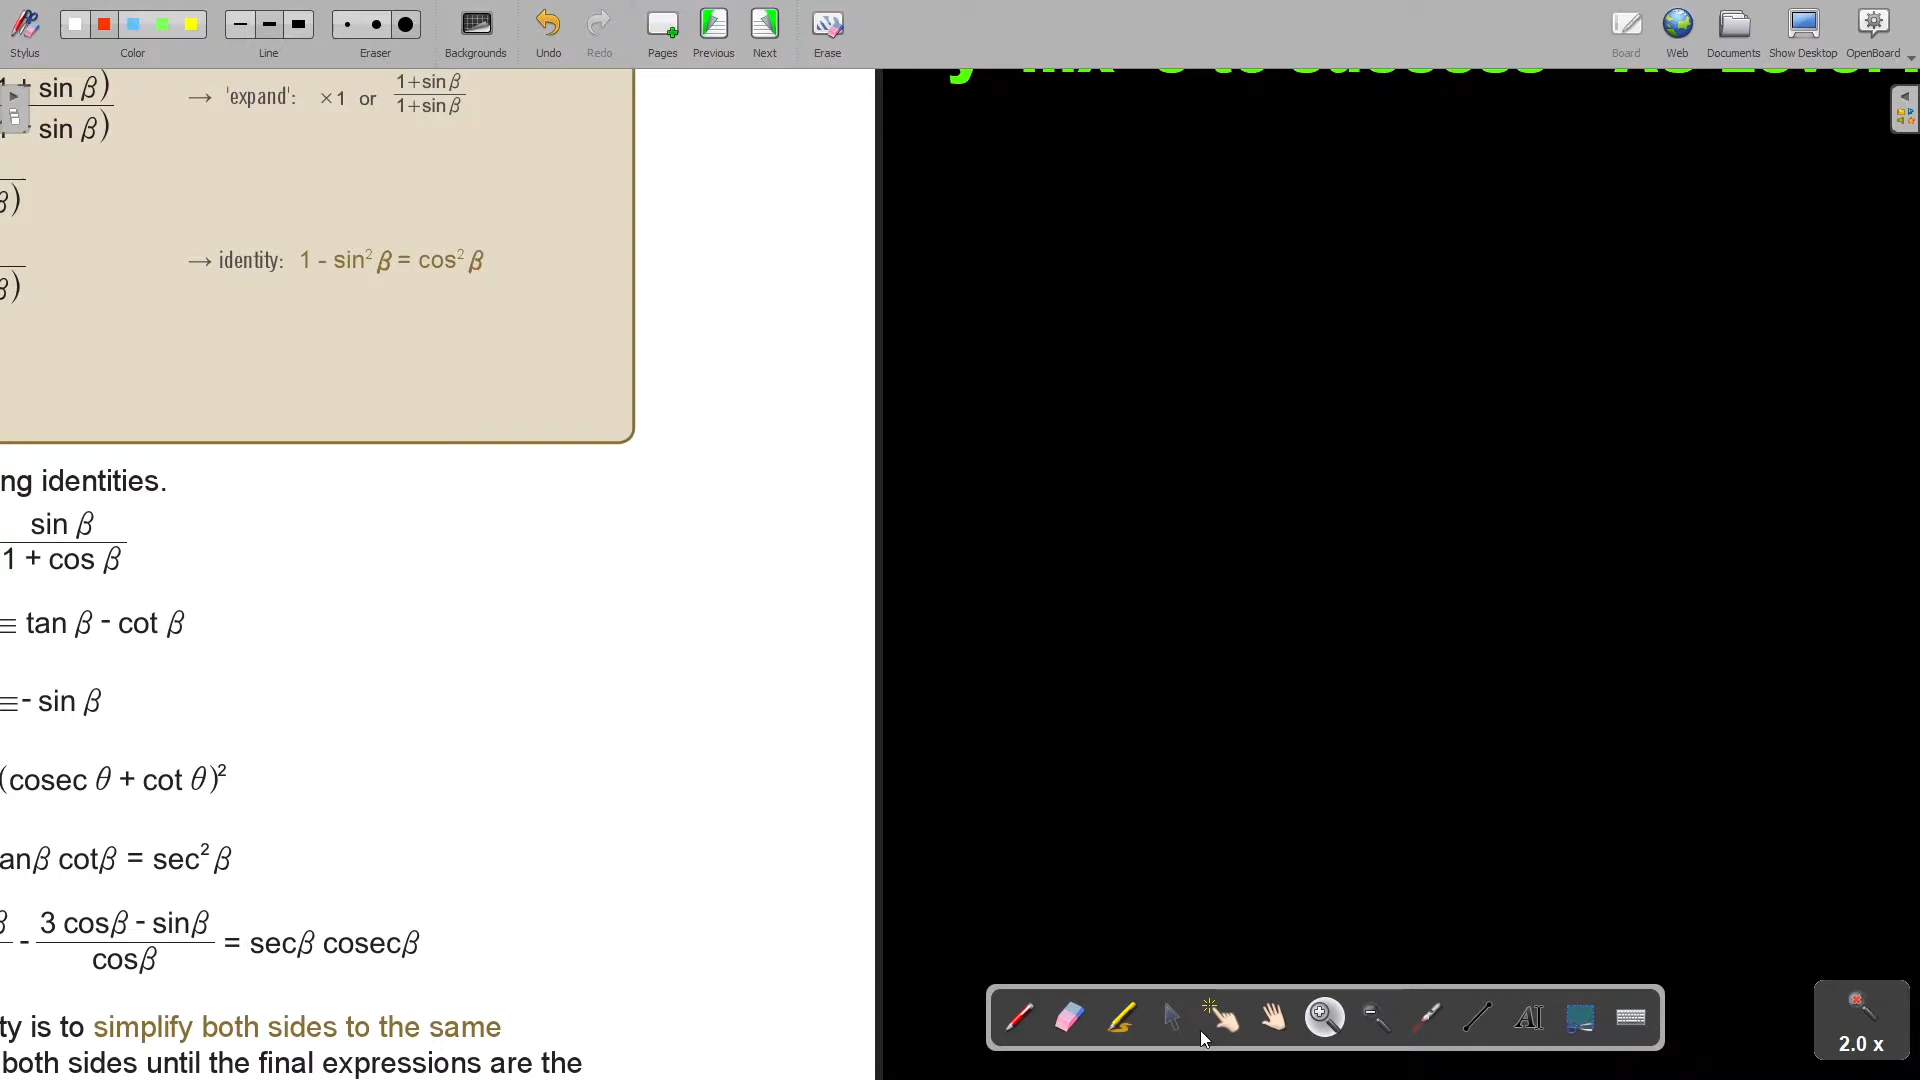 Stylus Color Line Eraser Backgrounds Undo Redo Pages Previous Next Erase Board Web Documents Show Desktop OpenBoard
sin β)
sin β)
→ 'expand': ×1 or 1+sin β
1+sin β
β)
β)
→ identity: 1 - sin² β = cos² β
ng identities.
sin β
1 + cos β
≡ tan β - cot β
≡ - sin β
(cosec θ + cot θ)²
anβ cotβ = sec² β
β - 3 cosβ - sinβ = secβ cosecβ
cosβ
ty is to simplify both sides to the same
both sides until the final expressions are the
2.0 x